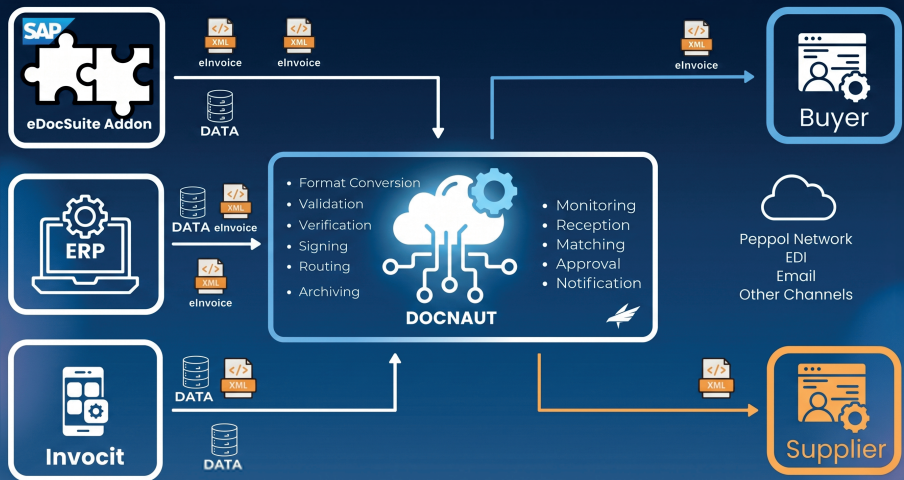 SAP
eDocSuite Addon
</>
XML
eInvoice
</>
XML
eInvoice
DATA
</>
XML
eInvoice
Buyer
ERP
DATA
</>
XML
eInvoice
</>
XML
eInvoice
• Format Conversion
• Validation
• Verification
• Signing
• Routing
• Archiving
DOCNAUT
• Monitoring
• Reception
• Matching
• Approval
• Notification
Peppol Network
EDI
Email
Other Channels
Invocit
DATA
</>
XML
DATA
</>
XML
Supplier